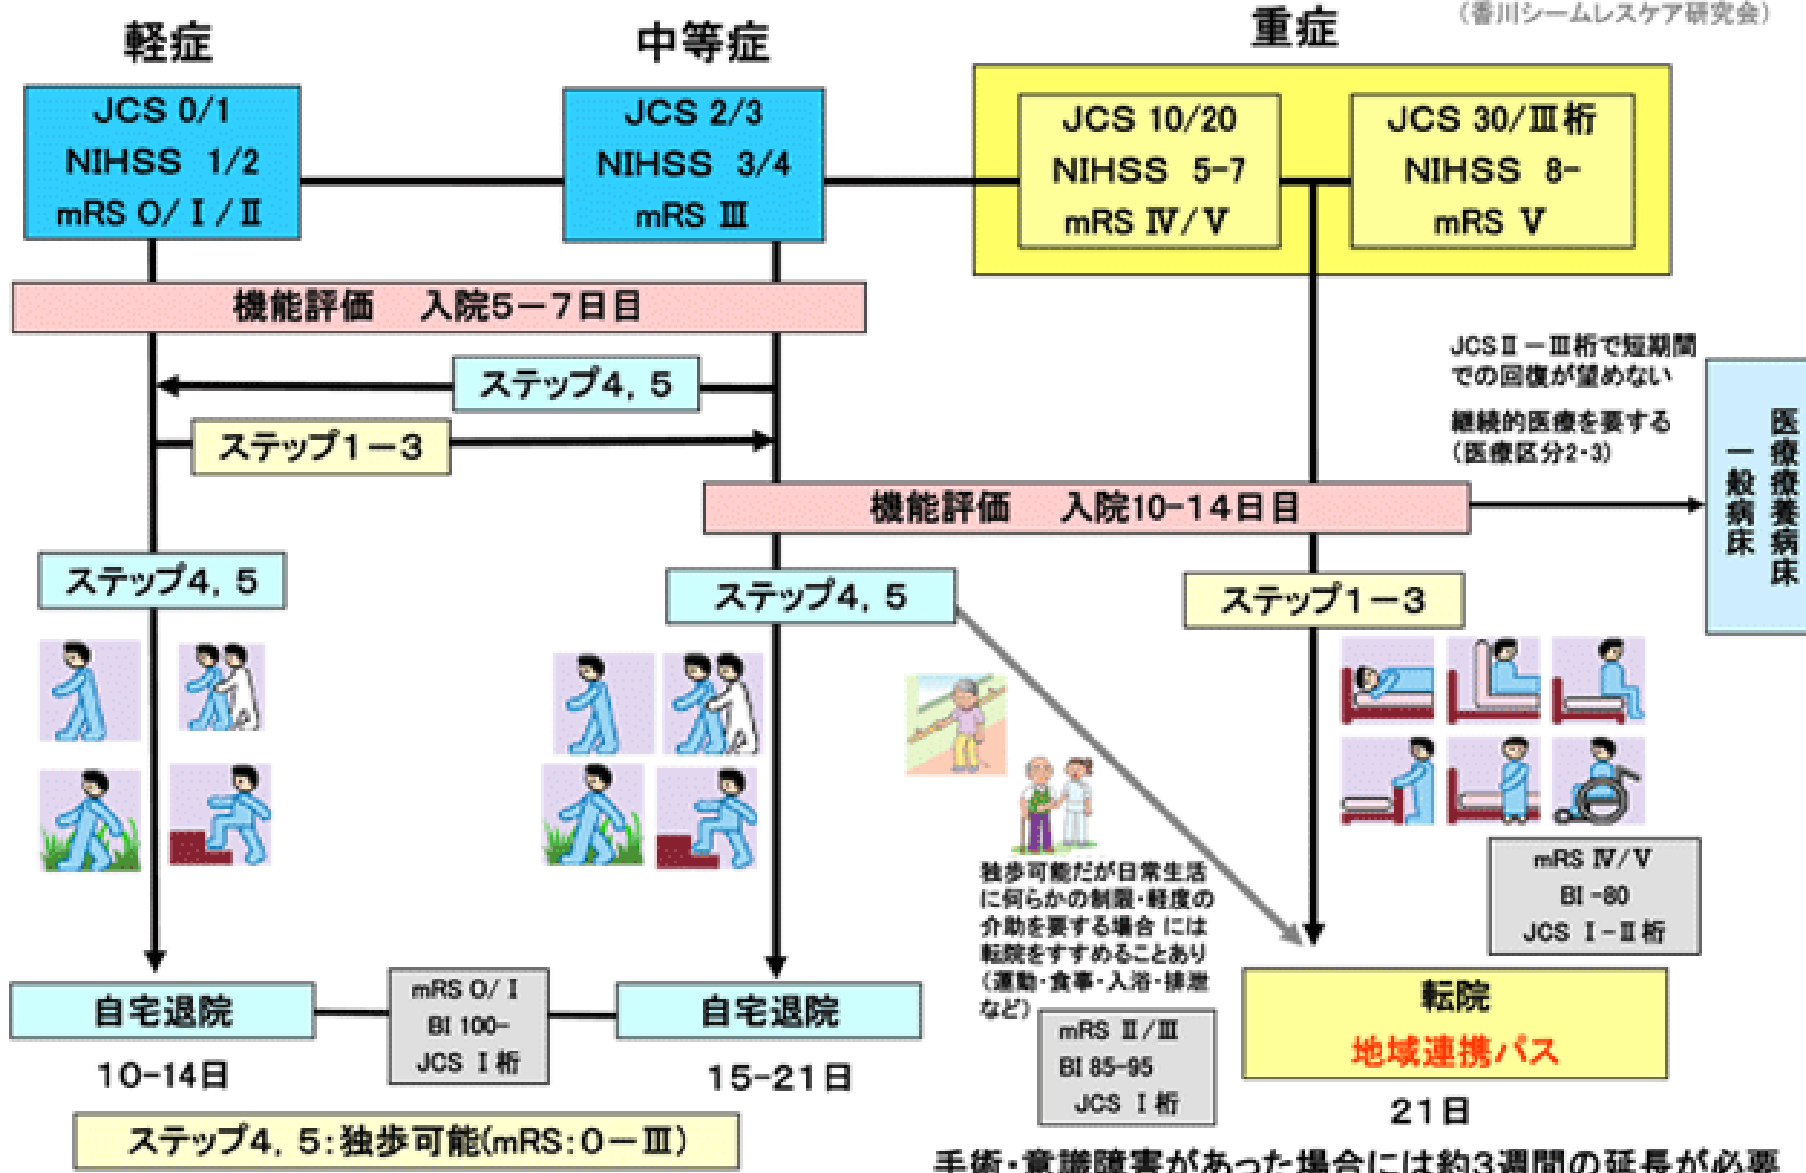 (香川シームレスケア研究会)
軽症
中等症
重症
JCS 0/1
NIHSS 1/2
mRS 0/Ⅰ/Ⅱ
JCS 2/3
NIHSS 3/4
mRS Ⅲ
JCS 10/20
NIHSS 5-7
mRS Ⅳ/Ⅴ
JCS 30/Ⅲ桁
NIHSS 8-
mRS Ⅴ
機能評価 入院5-7日目
ステップ4, 5
ステップ1-3
JCSⅡ-Ⅲ桁で短期間
での回復が望めない
継続的医療を要する
(医療区分2・3)
医療療養病床
一般病床
機能評価 入院10-14日目
ステップ4, 5
ステップ4, 5
ステップ1-3
独歩可能だが日常生活
に何らかの制限・軽度の
介助を要する場合 には
転院をすすめることあり
(運動・食事・入浴・排泄
など)
mRS Ⅳ/Ⅴ
BI -80
JCS Ⅰ-Ⅱ桁
自宅退院
10-14日
mRS 0/Ⅰ
BI 100-
JCS Ⅰ桁
自宅退院
15-21日
mRS Ⅱ/Ⅲ
BI 85-95
JCS Ⅰ桁
転院
地域連携パス
21日
ステップ4, 5:独歩可能(mRS:0-Ⅲ)
手術・意識障害があった場合には約3週間の延長が必要